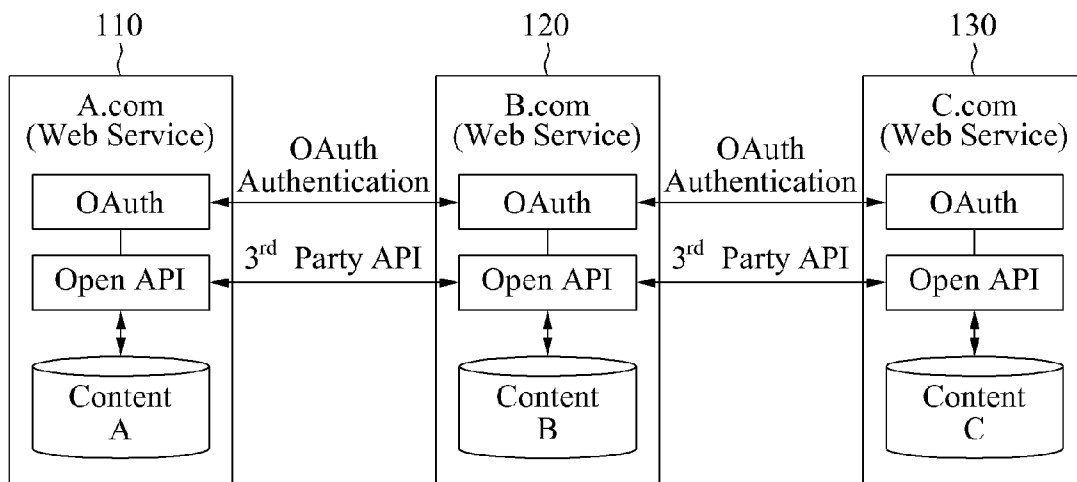 110
120
130
A.com
(Web Service)
B.com
(Web Service)
C.com
(Web Service)
OAuth
Authentication
OAuth
Authentication
OAuth
OAuth
OAuth
3rd Party API
3rd Party API
Open API
Open API
Open API
Content
A
Content
B
Content
C